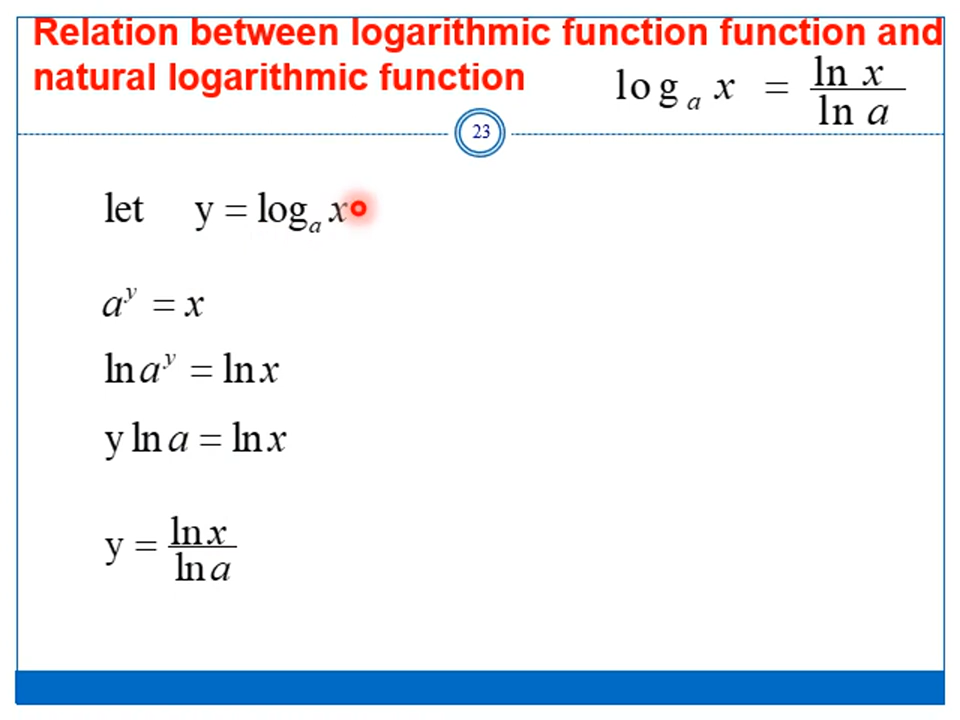 Relation between logarithmic function function and
natural logarithmic function
log_a x = ln x / ln a
23
let y = log_a x
a^y = x
ln a^y = ln x
y ln a = ln x
y = ln x / ln a